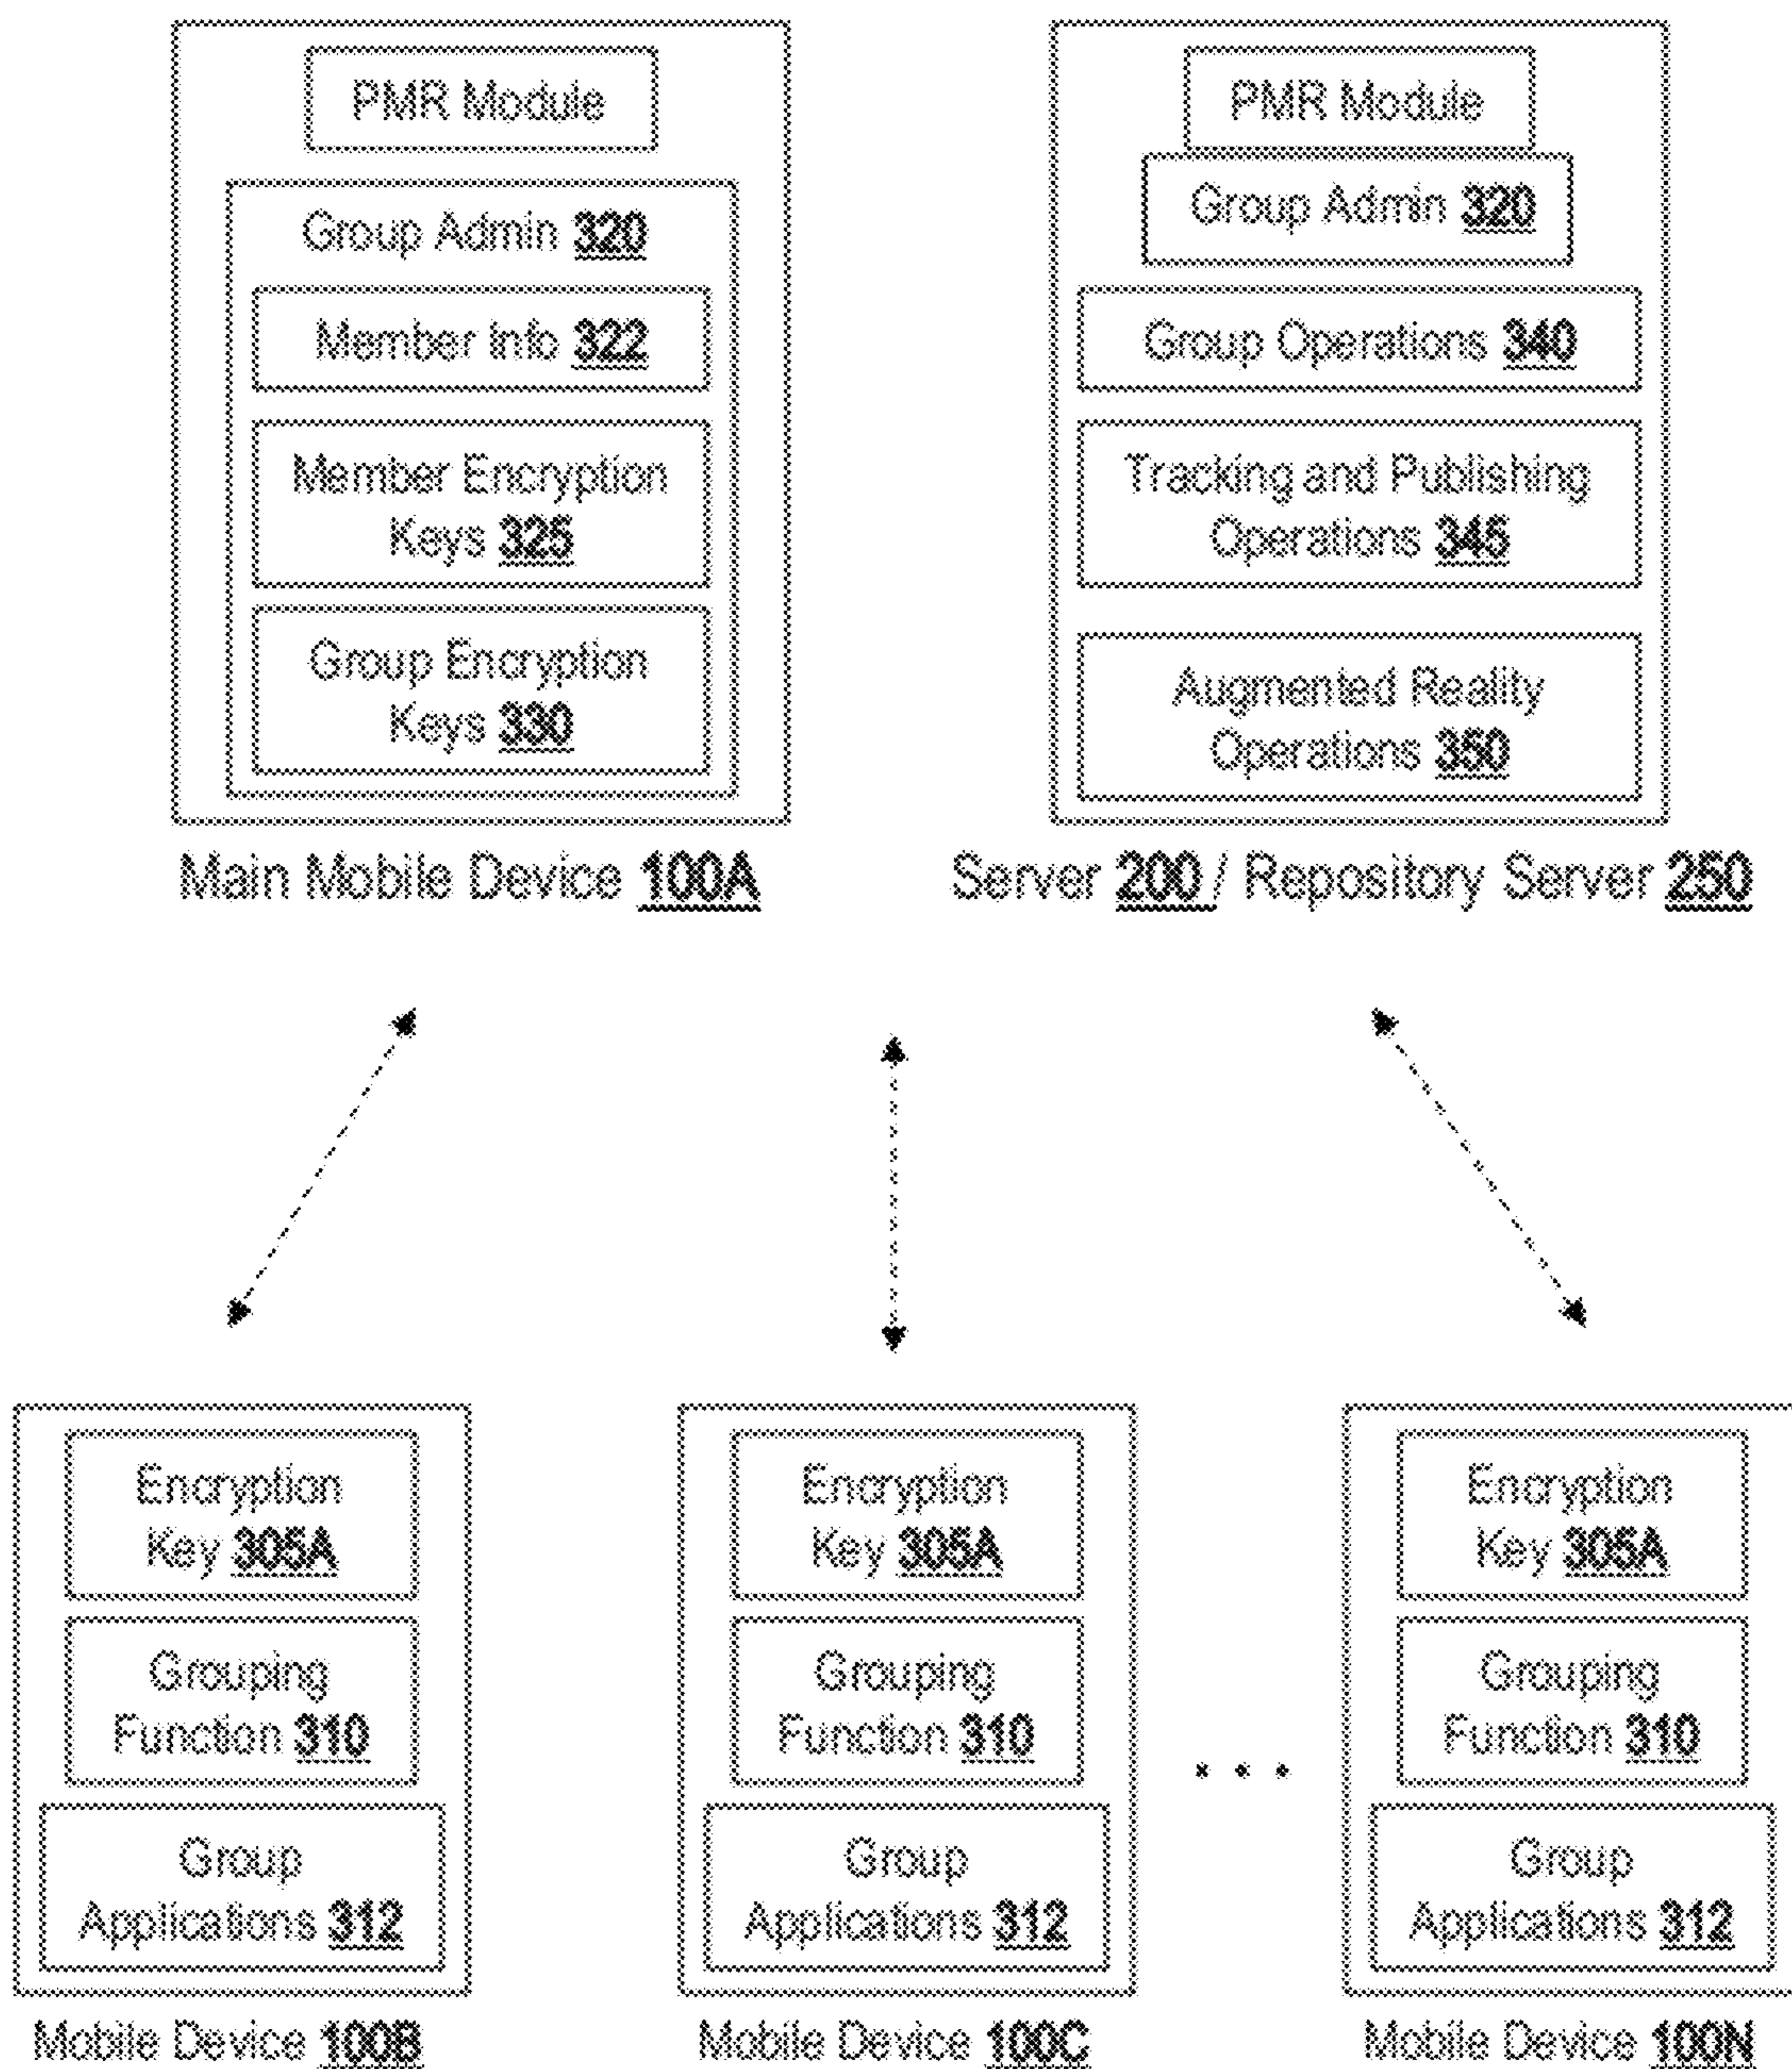 PMR Module
Group Admin 320
Member Info 322
Member Encryption
Keys 325
Group Encryption
Keys 330
Main Mobile Device 100A
PMR Module
Group Admin 320
Group Operations 340
Tracking and Publishing
Operations 345
Augmented Reality
Operations 350
Server 200 / Repository Server 250
Encryption
Key 305A
Grouping
Function 310
Group
Applications 312
Mobile Device 100B
Encryption
Key 305A
Grouping
Function 310
Group
Applications 312
Mobile Device 100C
. . .
Encryption
Key 305A
Grouping
Function 310
Group
Applications 312
Mobile Device 100N